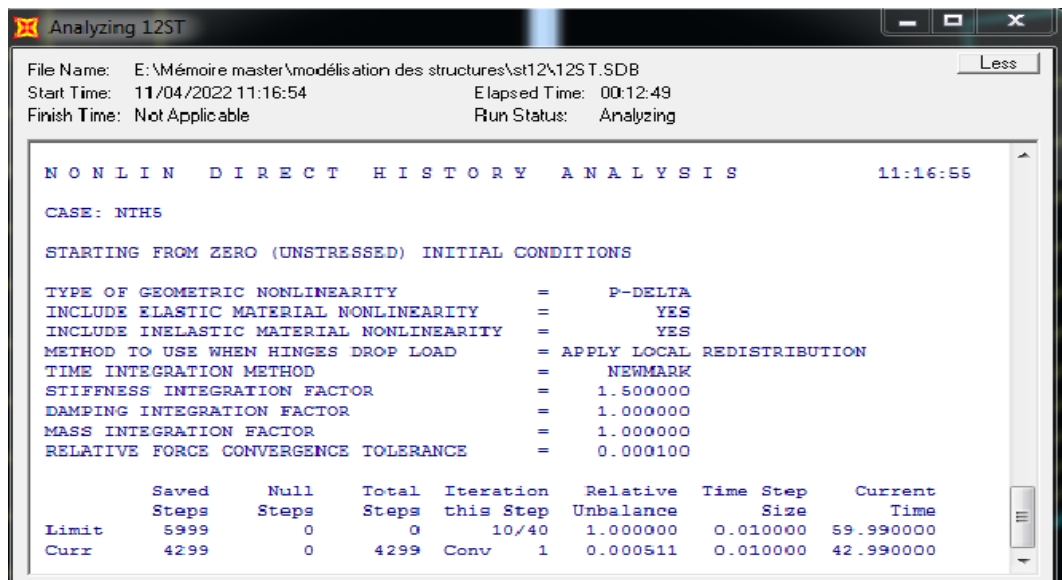 Analyzing 12ST
File Name: E:\Mémoire master\modélisation des structures\st12\12ST.SDB
Less
Start Time: 11/04/2022 11:16:54 Elapsed Time: 00:12:49
Finish Time: Not Applicable Run Status: Analyzing
N O N L I N   D I R E C T   H I S T O R Y   A N A L Y S I S 11:16:55
CASE: NTH5
STARTING FROM ZERO (UNSTRESSED) INITIAL CONDITIONS
TYPE OF GEOMETRIC NONLINEARITY = P-DELTA
INCLUDE ELASTIC MATERIAL NONLINEARITY = YES
INCLUDE INELASTIC MATERIAL NONLINEARITY = YES
METHOD TO USE WHEN HINGES DROP LOAD = APPLY LOCAL REDISTRIBUTION
TIME INTEGRATION METHOD = NEWMARK
STIFFNESS INTEGRATION FACTOR = 1.500000
DAMPING INTEGRATION FACTOR = 1.000000
MASS INTEGRATION FACTOR = 1.000000
RELATIVE FORCE CONVERGENCE TOLERANCE = 0.000100
Saved Null Total Iteration Relative Time Step Current
Steps Steps Steps this Step Unbalance Size Time
Limit 5999 0 0 10/40 1.000000 0.010000 59.990000
Curr 4299 0 4299 Conv 1 0.000511 0.010000 42.990000